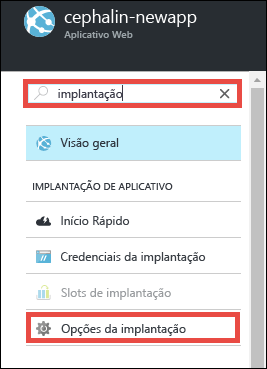 cephalin-newapp
Aplicativo Web
implantação
Visão geral
IMPLANTAÇÃO DE APLICATIVO
Início Rápido
Credenciais da implantação
Slots de implantação
Opções da implantação